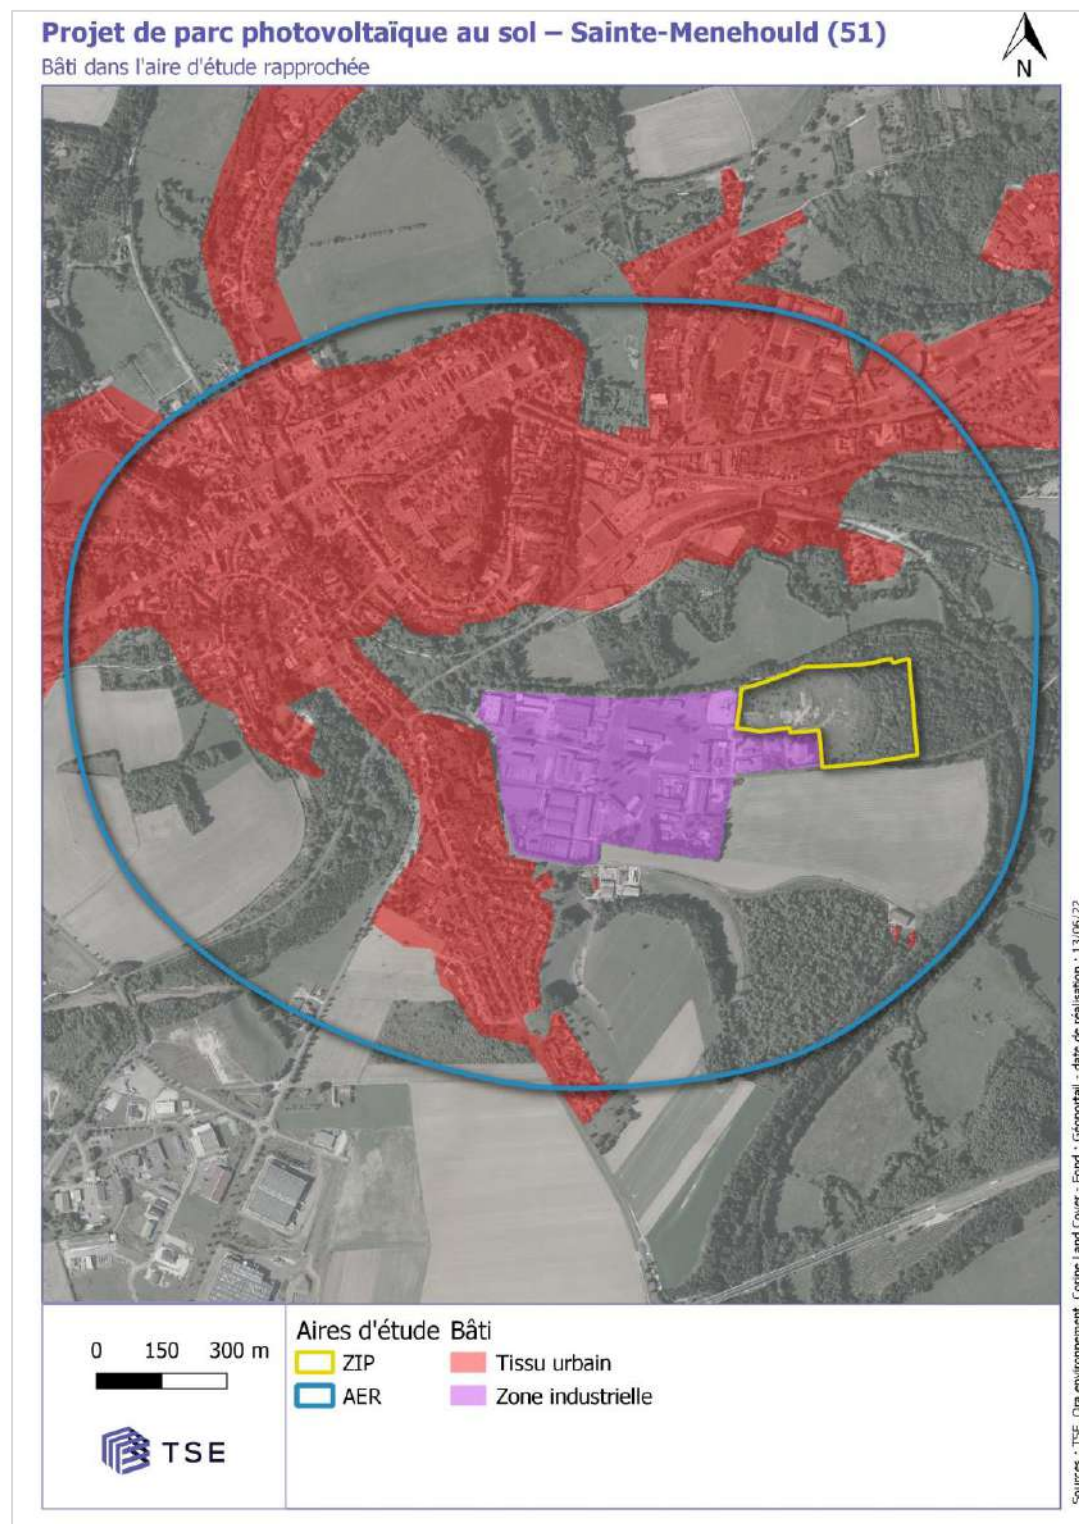 Projet de parc photovoltaïque au sol – Sainte-Menehould (51)
Bâti dans l'aire d'étude rapprochée
N
0 150 300 m
TSE
Aires d'étude
ZIP
AER
Bâti
Tissu urbain
Zone industrielle
Sources : TSE, Ora environnement, Corine Land Cover - Fond : Géoportail - date de réalisation : 13/06/22